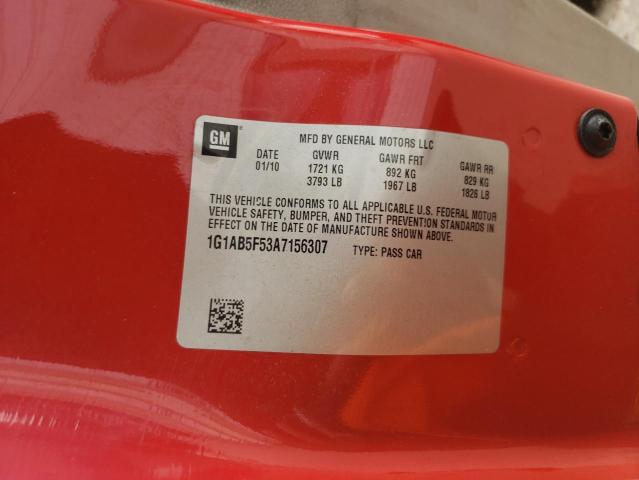 GM
MFD BY GENERAL MOTORS LLC
DATE GVWR GAWR FRT GAWR RR
01/10 1721 KG 892 KG 829 KG
3793 LB 1967 LB 1826 LB
THIS VEHICLE CONFORMS TO ALL APPLICABLE U.S. FEDERAL MOTOR
VEHICLE SAFETY, BUMPER, AND THEFT PREVENTION STANDARDS IN
EFFECT ON THE DATE OF MANUFACTURE SHOWN ABOVE.
1G1AB5F53A7156307 TYPE: PASS CAR